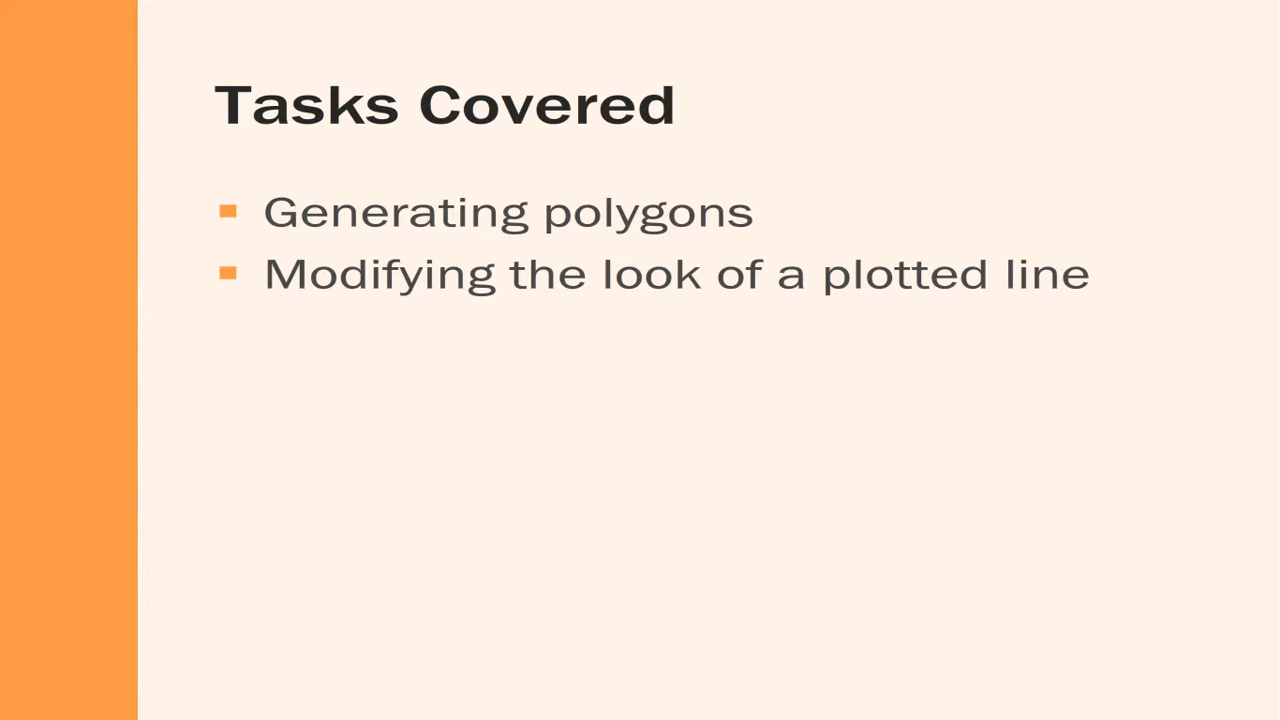 Tasks Covered
Generating polygons
Modifying the look of a plotted line